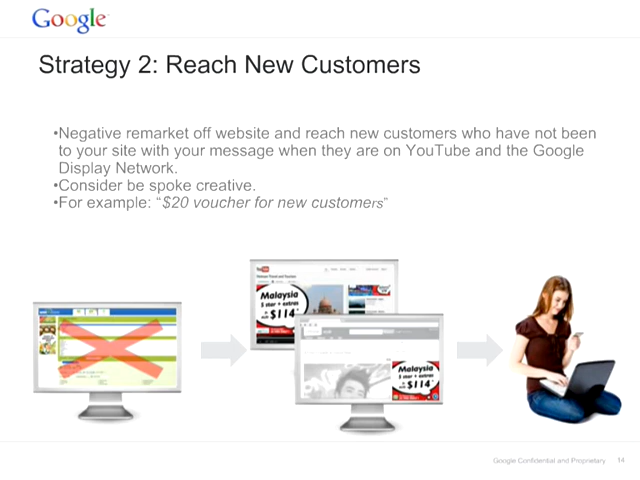 Google
Strategy 2: Reach New Customers
•Negative remarket off website and reach new customers who have not been
to your site with your message when they are on YouTube and the Google
Display Network.
•Consider be spoke creative.
•For example: “$20 voucher for new customers”
Malaysia
5 star + extras
$114
Malaysia
5 star + extras
$114
Google Confidential and Proprietary 14